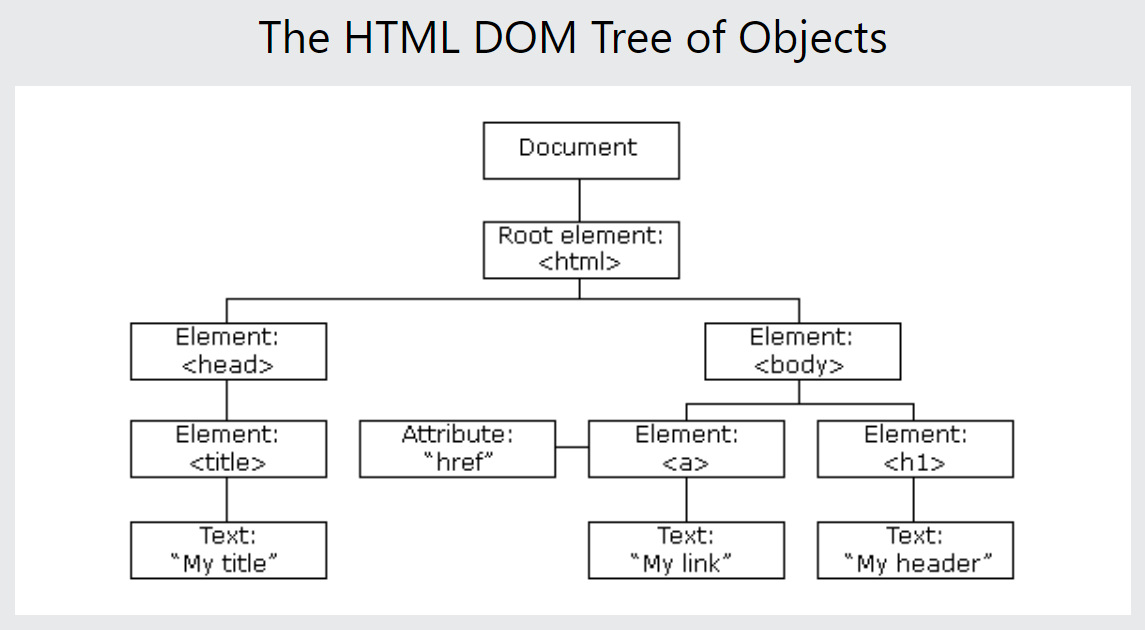 The HTML DOM Tree of Objects
Document
Root element:
<html>
Element:
<head>
Element:
<body>
Element:
<title>
Attribute:
“href”
Element:
<a>
Element:
<h1>
Text:
“My title”
Text:
“My link”
Text:
“My header”